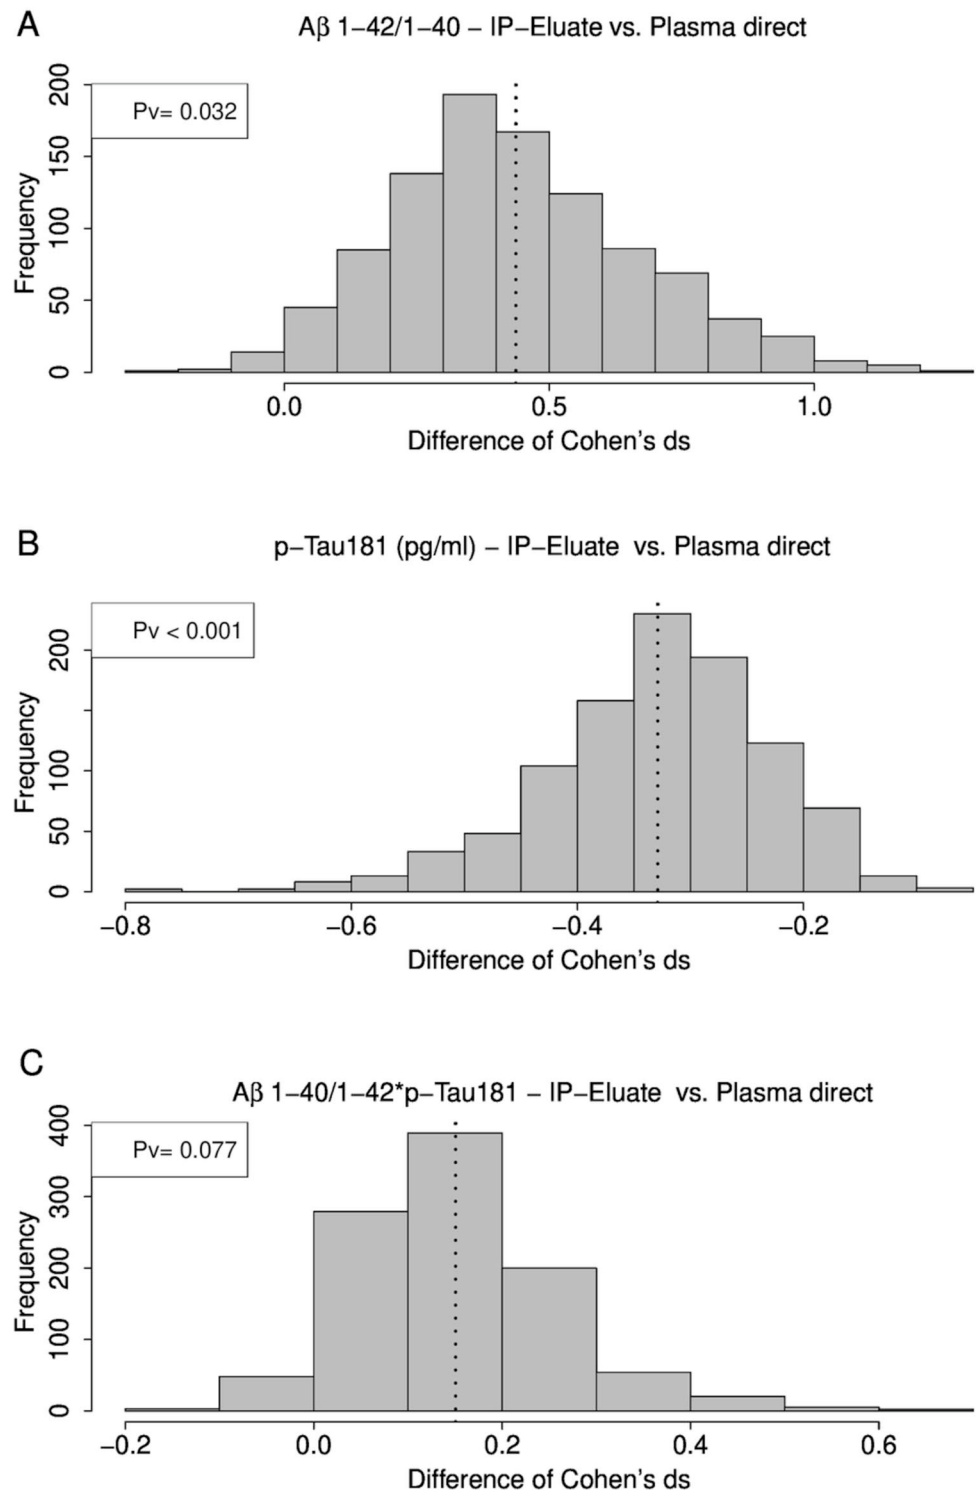 A
Aβ 1−42/1−40 − IP−Eluate vs. Plasma direct
Pv= 0.032
Frequency
200
150
100
50
0
0.0 0.5 1.0
Difference of Cohen's ds
B
p−Tau181 (pg/ml) − IP−Eluate vs. Plasma direct
Pv < 0.001
Frequency
200
100
50
0
−0.8 −0.6 −0.4 −0.2
Difference of Cohen's ds
C
Aβ 1−40/1−42*p−Tau181 − IP−Eluate vs. Plasma direct
Pv= 0.077
Frequency
400
300
200
100
0
−0.2 0.0 0.2 0.4 0.6
Difference of Cohen's ds